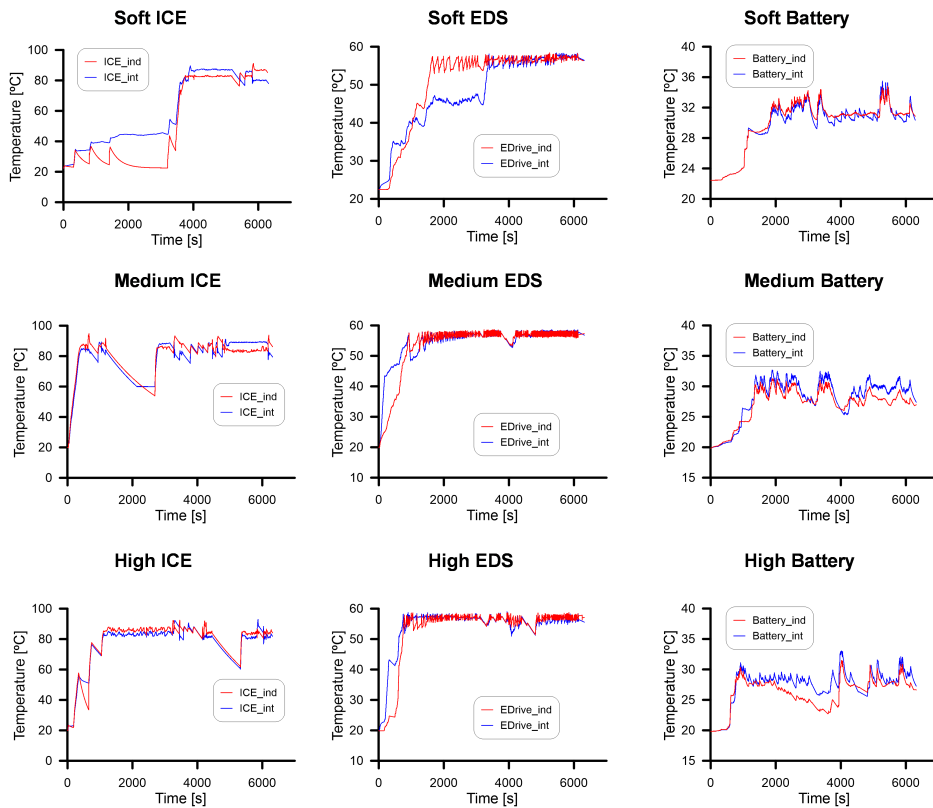 Soft ICE
Soft EDS
Soft Battery
Temperature [ºC]
100
80
60
40
20
0
ICE_ind
ICE_int
0 2000 4000 6000
Time [s]
Temperature [ºC]
60
50
40
30
20
EDrive_ind
EDrive_int
0 2000 4000 6000
Time [s]
Temperature [ºC]
40
36
32
28
24
20
Battery_ind
Battery_int
0 2000 4000 6000
Time [s]
Medium ICE
Medium EDS
Medium Battery
Temperature [ºC]
100
80
60
40
20
0
ICE_ind
ICE_int
0 2000 4000 6000
Time [s]
Temperature [ºC]
60
50
40
30
20
10
EDrive_ind
EDrive_int
0 2000 4000 6000
Time [s]
Temperature [ºC]
40
35
30
25
20
15
Battery_ind
Battery_int
0 2000 4000 6000
Time [s]
High ICE
High EDS
High Battery
Temperature [ºC]
100
80
60
40
20
0
ICE_ind
ICE_int
0 2000 4000 6000
Time [s]
Temperature [ºC]
60
50
40
30
20
10
EDrive_ind
EDrive_int
0 2000 4000 6000
Time [s]
Temperature [ºC]
40
35
30
25
20
15
Battery_ind
Battery_int
0 2000 4000 6000
Time [s]